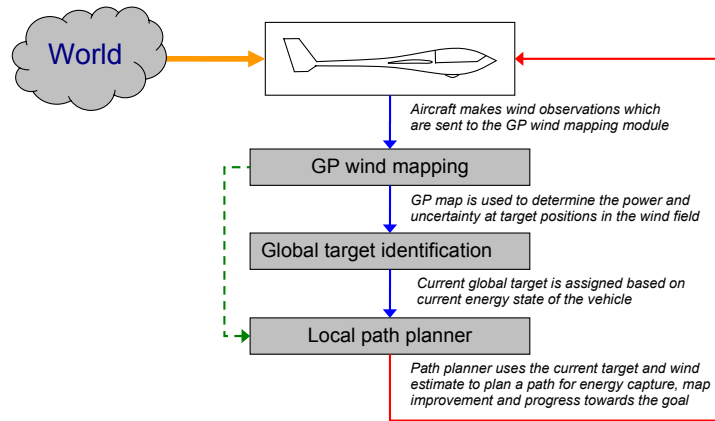 World
Aircraft makes wind observations which
are sent to the GP wind mapping module
GP wind mapping
GP map is used to determine the power and
uncertainty at target positions in the wind field
Global target identification
Current global target is assigned based on
current energy state of the vehicle
Local path planner
Path planner uses the current target and wind
estimate to plan a path for energy capture, map
improvement and progress towards the goal